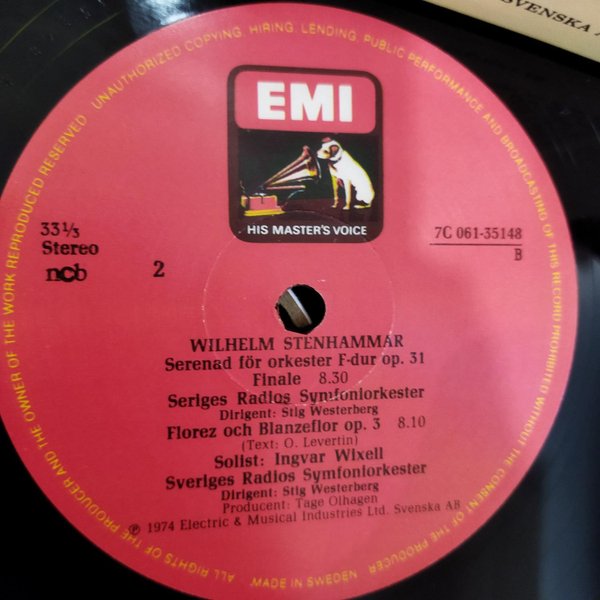 SVENSKA
UNAUTHORIZED COPYING, HIRING, LENDING, PUBLIC PERFORMANCE AND BROADCASTING OF THIS RECORD PROHIBITED WITHOUT THE CONSENT OF THE PRODUCER
ALL RIGHTS OF THE PRODUCER AND THE OWNER OF THE WORK REPRODUCED RESERVED
EMI
HIS MASTER'S VOICE
33 1/3
Stereo
ncb
2
7C 061-35148
B
WILHELM STENHAMMAR
Serenad för orkester F-dur op. 31
Finale 8.30
Seriges Radios Symfoniorkester
Dirigent: Stig Westerberg
Florez och Blanzeflor op. 3 8.10
(Text: O. Levertin)
Solist: Ingvar Wixell
Sveriges Radios Symfoniorkester
Dirigent: Stig Westerberg
Producent: Tage Olhagen
℗ 1974 Electric & Musical Industries Ltd. Svenska AB
MADE IN SWEDEN